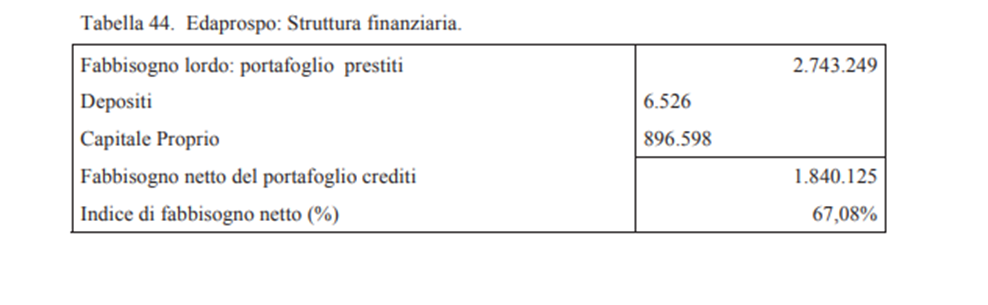 Tabella 44. Edaprospo: Struttura finanziaria.
Fabbisogno lordo: portafoglio prestiti 2.743.249
Depositi 6.526
Capitale Proprio 896.598
Fabbisogno netto del portafoglio crediti 1.840.125
Indice di fabbisogno netto (%) 67,08%